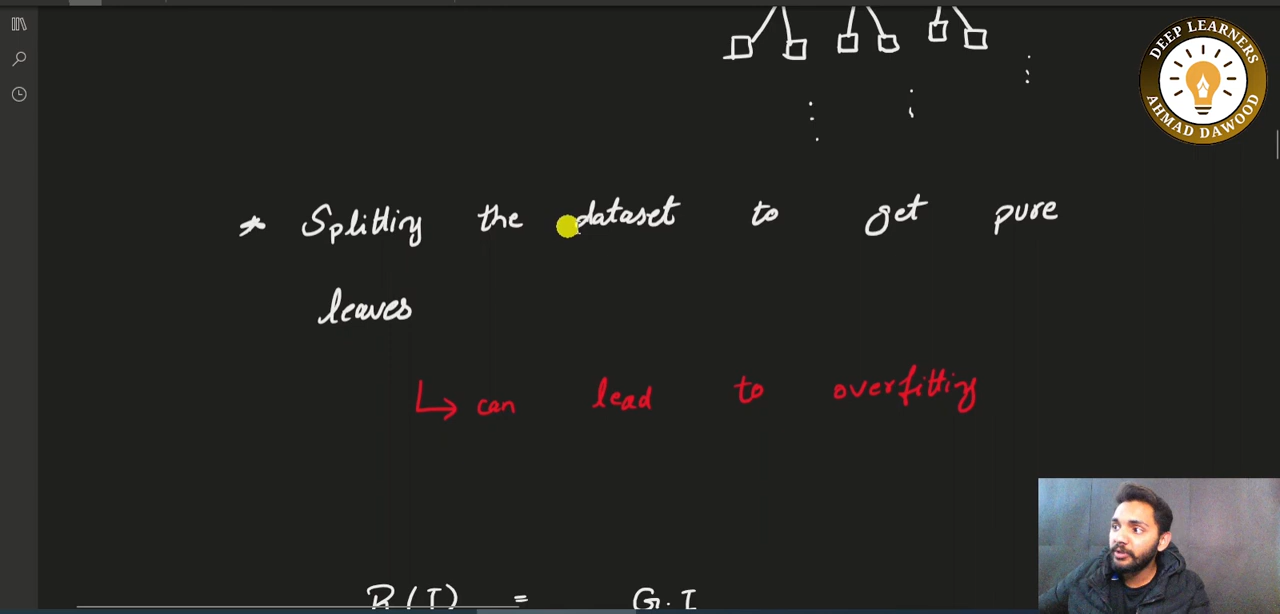 DEEP LEARNERS
AHMAD DAWOOD
* Splitting the dataset to get pure
leaves
↳ can lead to overfitting
R(T) = G.I